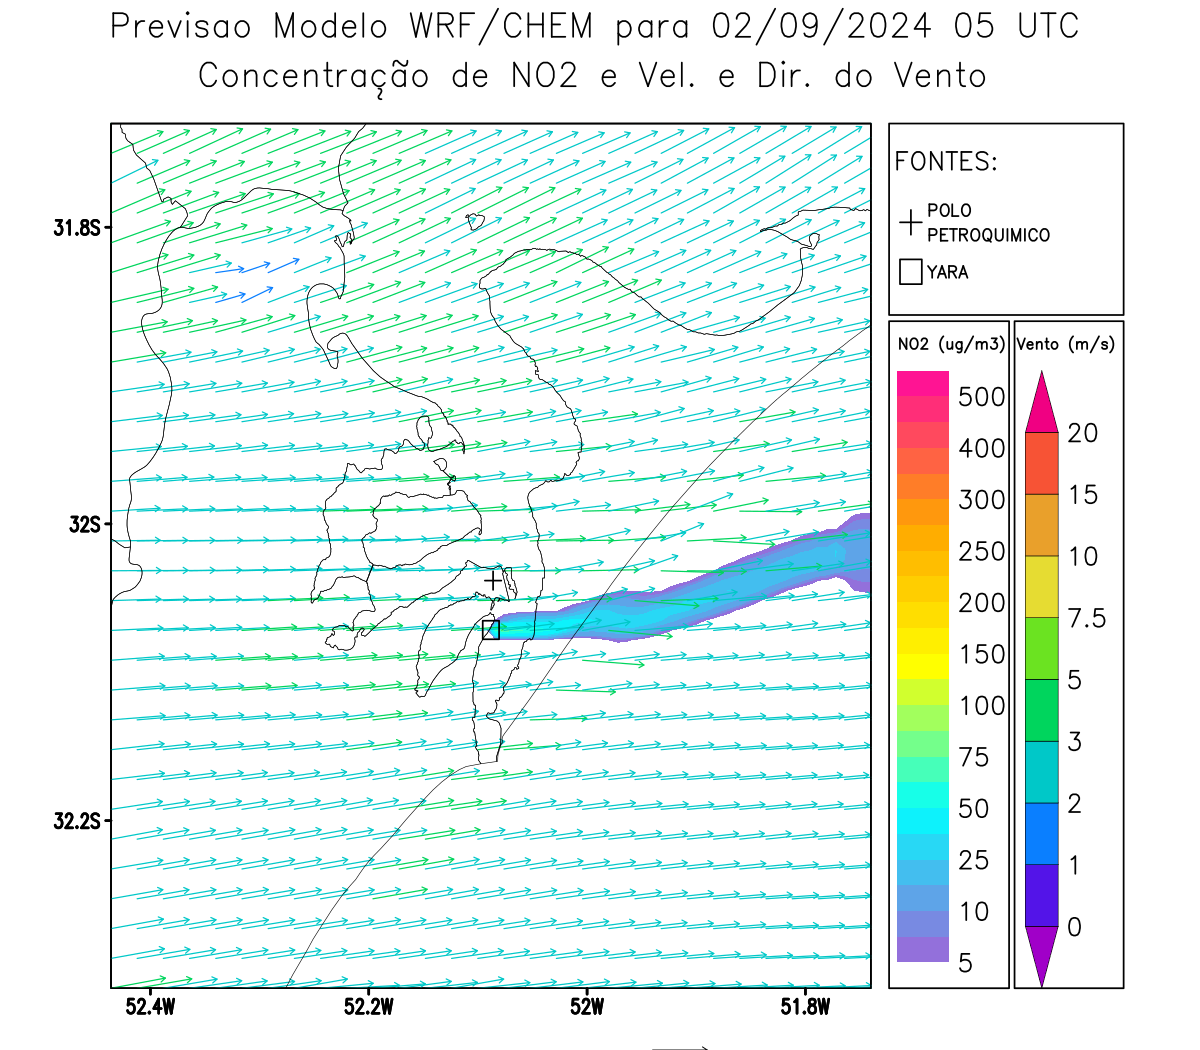 Previsao Modelo WRF/CHEM para 02/09/2024 05 UTC
Concentração de NO2 e Vel. e Dir. do Vento
FONTES:
POLO
PETROQUIMICO
YARA
NO2 (ug/m3)
500
400
300
250
200
150
100
75
50
25
10
5
Vento (m/s)
20
15
10
7.5
5
3
2
1
0
31.8S
32S
32.2S
52.4W
52.2W
52W
51.8W